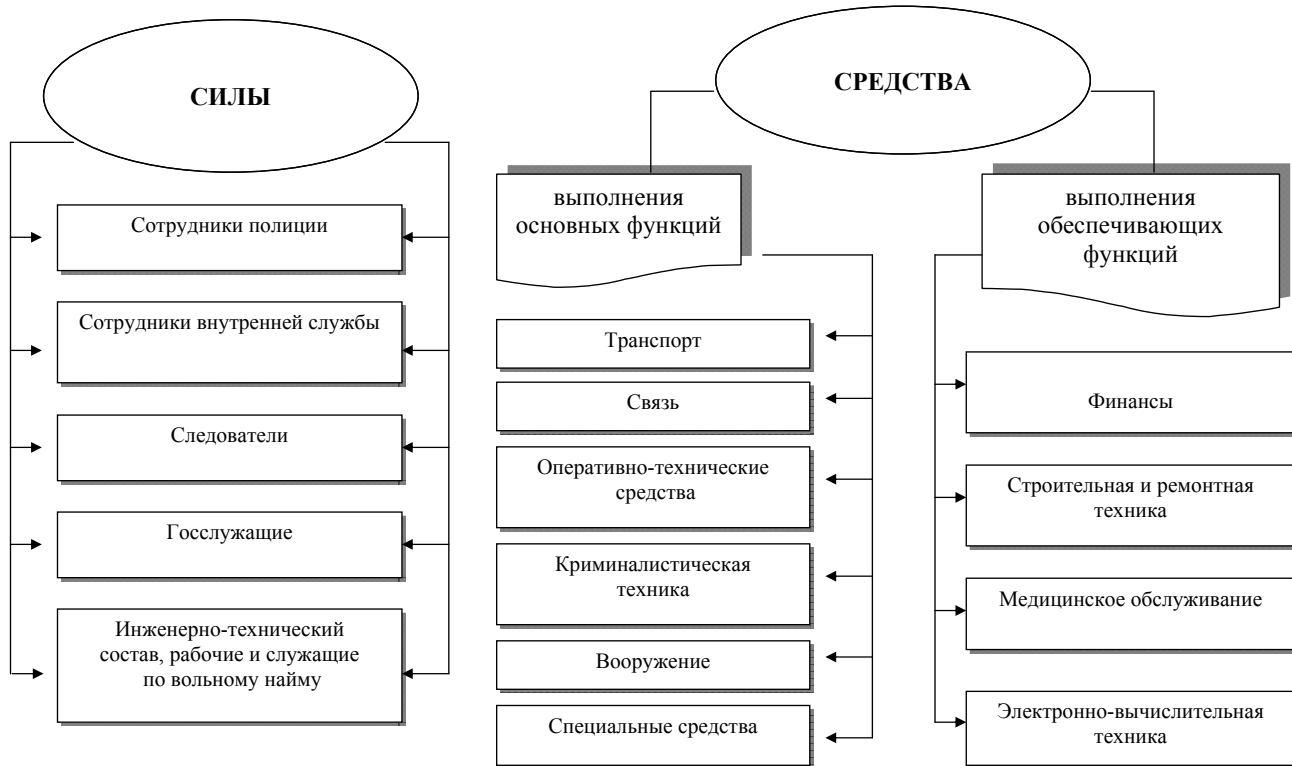 СИЛЫ
Сотрудники полиции
Сотрудники внутренней службы
Следователи
Госслужащие
Инженерно-технический
состав, рабочие и служащие
по вольному найму
СРЕДСТВА
выполнения
основных функций
Транспорт
Связь
Оперативно-технические
средства
Криминалистическая
техника
Вооружение
Специальные средства
выполнения
обеспечивающих
функций
Финансы
Строительная и ремонтная
техника
Медицинское обслуживание
Электронно-вычислительная
техника